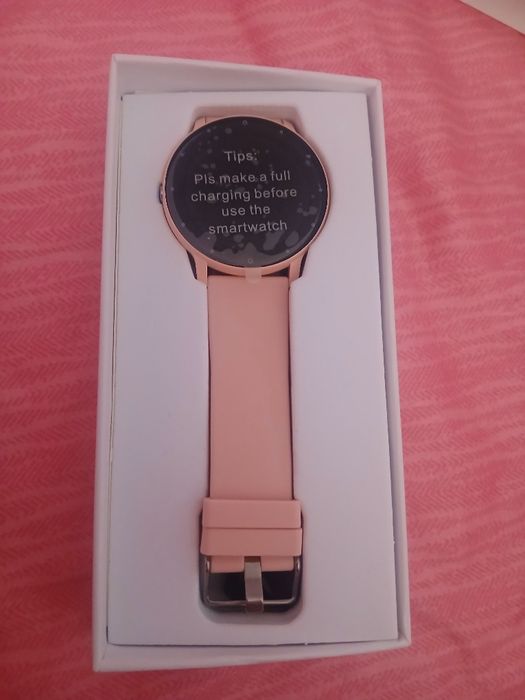 Tips:
Pls make a full
charging before
use the
smartwatch